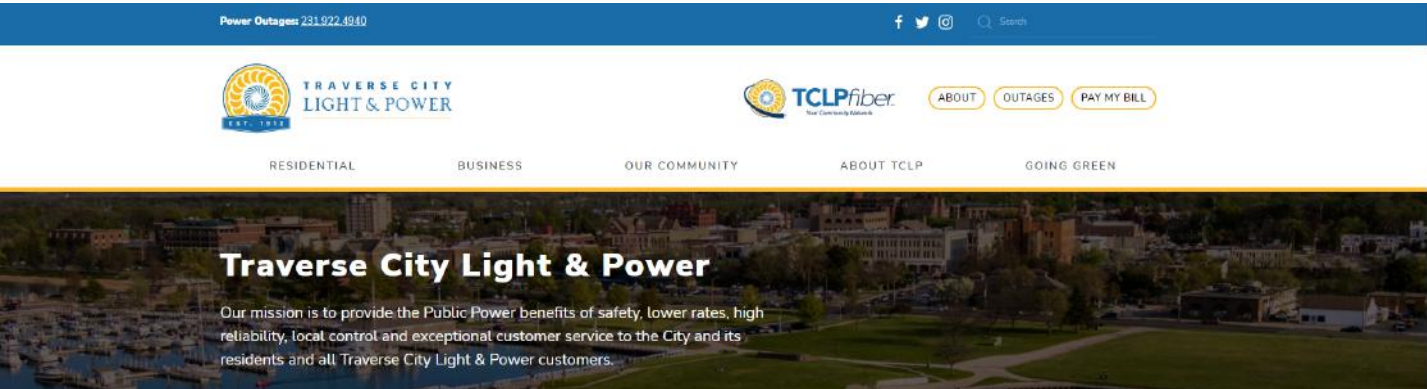 Power Outages: 231.922.4940
Search
TRAVERSE CITY
LIGHT & POWER
EST. 1912
TCLPfiber.
Your Community Network
ABOUT
OUTAGES
PAY MY BILL
RESIDENTIAL
BUSINESS
OUR COMMUNITY
ABOUT TCLP
GOING GREEN
Traverse City Light & Power
Our mission is to provide the Public Power benefits of safety, lower rates, high
reliability, local control and exceptional customer service to the City and its
residents and all Traverse City Light & Power customers.